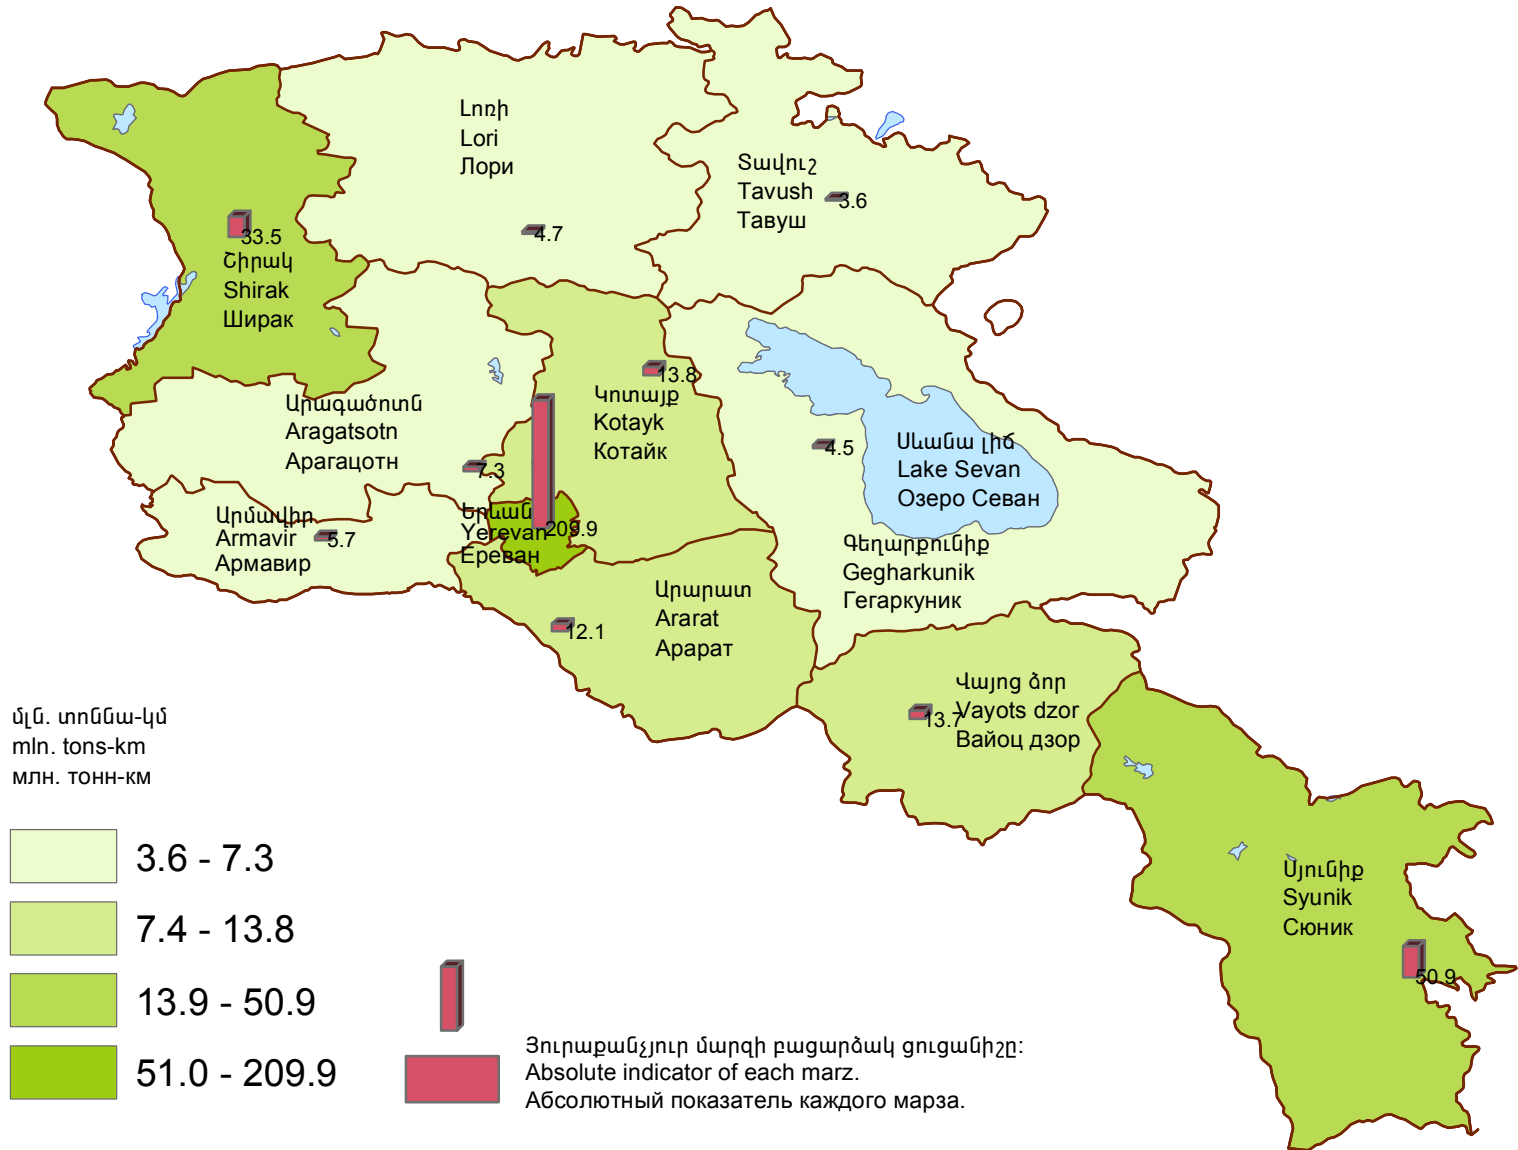 Լոռի
Lori
Лори
4.7
Տավուշ
Tavush
Тавуш
3.6
33.5
Շիրակ
Shirak
Ширак
13.8
Կոտայք
Kotayk
Котайк
Արագածոտն
Aragatsotn
Арагацотн
7.3
4.5
Սևանա լիճ
Lake Sevan
Озеро Севан
Արմավիր
Armavir
Армавир
5.7
Երևան
Yerevan
Ереван
209.9
Գեղարքունիք
Gegharkunik
Гегаркуник
Արարատ
Ararat
Арарат
12.1
Վայոց ձոր
Vayots dzor
Вайоц дзор
13.7
Սյունիք
Syunik
Сюник
50.9
մլն. տոննա-կմ
mln. tons-km
млн. тонн-км
3.6 - 7.3
7.4 - 13.8
13.9 - 50.9
51.0 - 209.9
Յուրաքանչյուր մարզի բացարձակ ցուցանիշը:
Absolute indicator of each marz.
Абсолютный показатель каждого марза.